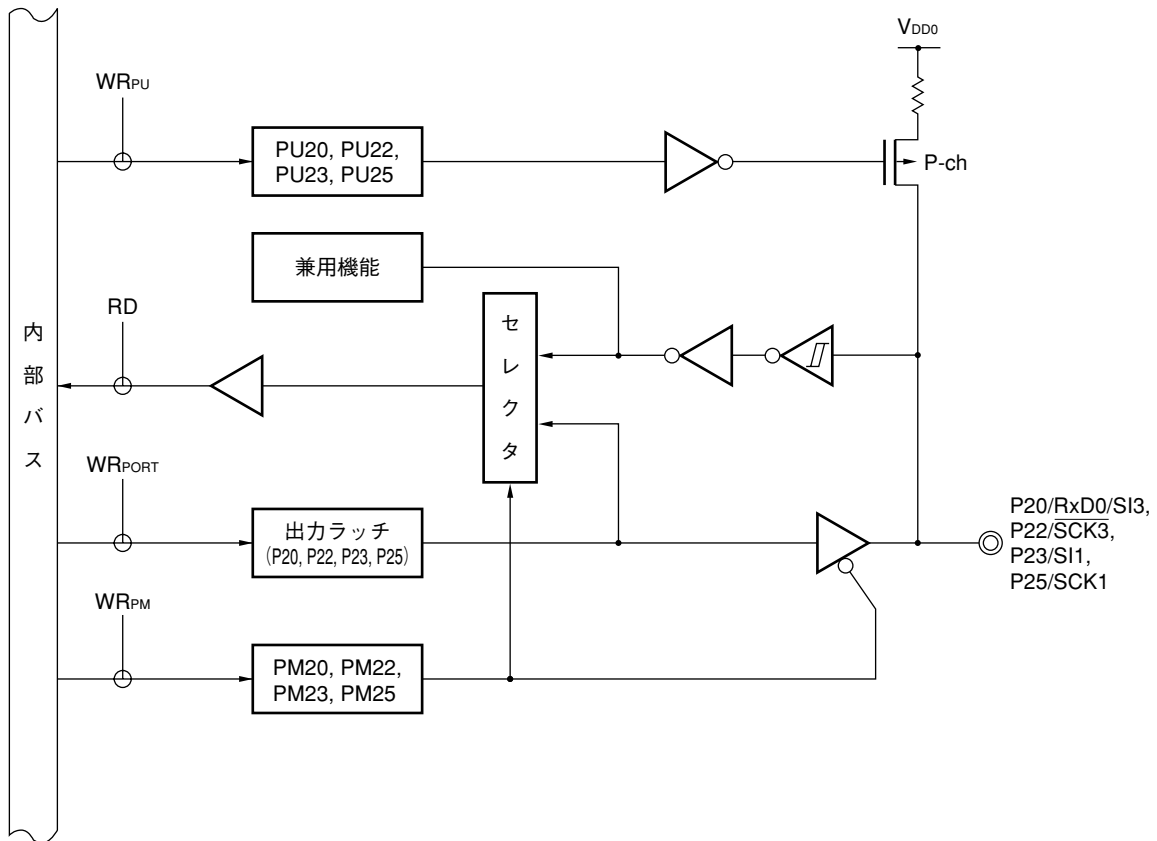 VDD0
WRPU
PU20, PU22,
PU23, PU25
P-ch
兼用機能
RD
セレクタ
内部バス
WRPORT
出力ラッチ
(P20, P22, P23, P25)
P20/RxD0/SI3,
P22/SCK3,
P23/SI1,
P25/SCK1
WRPM
PM20, PM22,
PM23, PM25